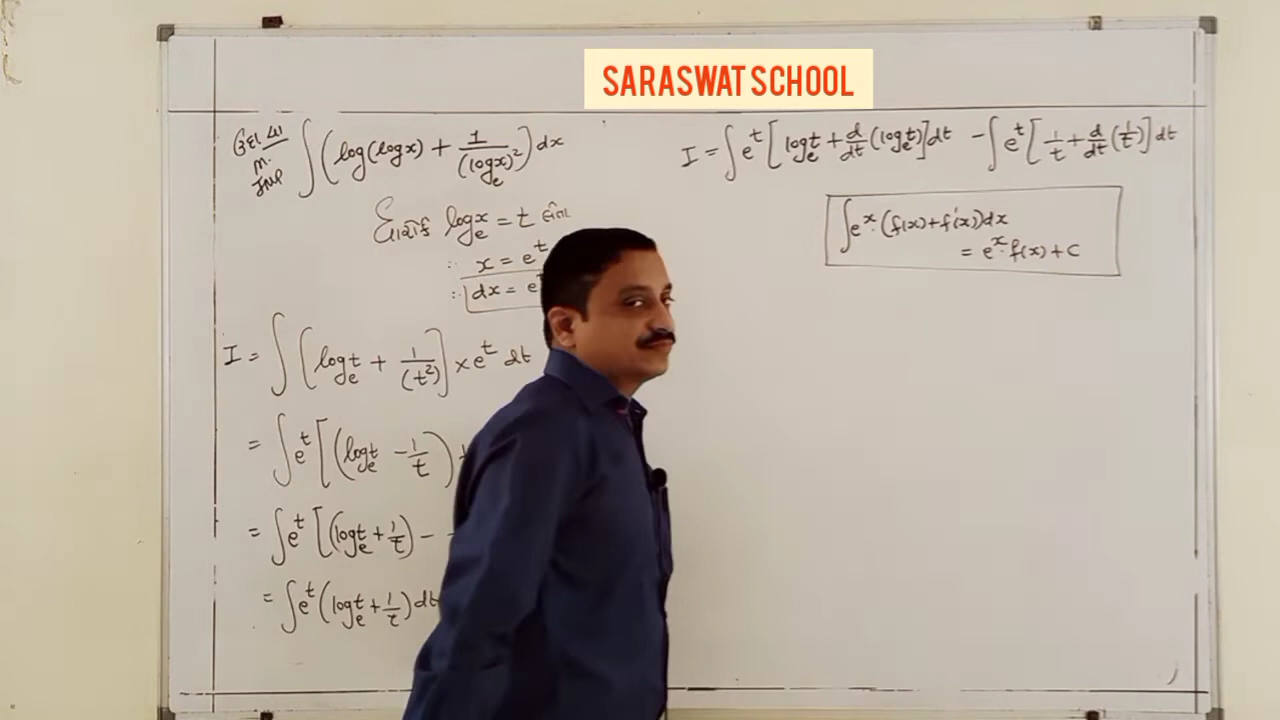 SARASWAT SCHOOL
∫(log(logx) + 1/(logₑx)²)dx
logₑx = t
∴ x = eᵗ
∴ dx = e
I = ∫[logₑt + 1/(t²)] × eᵗ dt
= ∫eᵗ[(logₑt - 1/t)
= ∫eᵗ[(logₑt + 1/t) -
= ∫eᵗ(logₑt + 1/t)dt
I = ∫eᵗ[logₑt + d/dt(logₑt)]dt - ∫eᵗ[1/t + d/dt(1/t)]dt
∫eˣ·(f(x)+f'(x))dx
= eˣ·f(x)+c